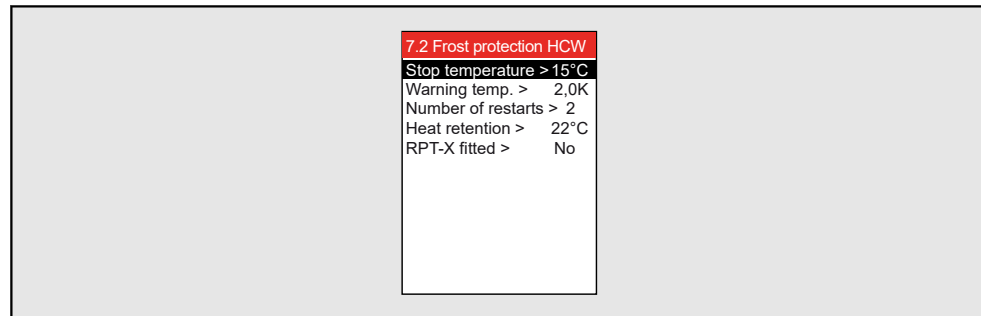 7.2 Frost protection HCW
Stop temperature > 15°C
Warning temp. > 2,0K
Number of restarts > 2
Heat retention > 22°C
RPT-X fitted > No